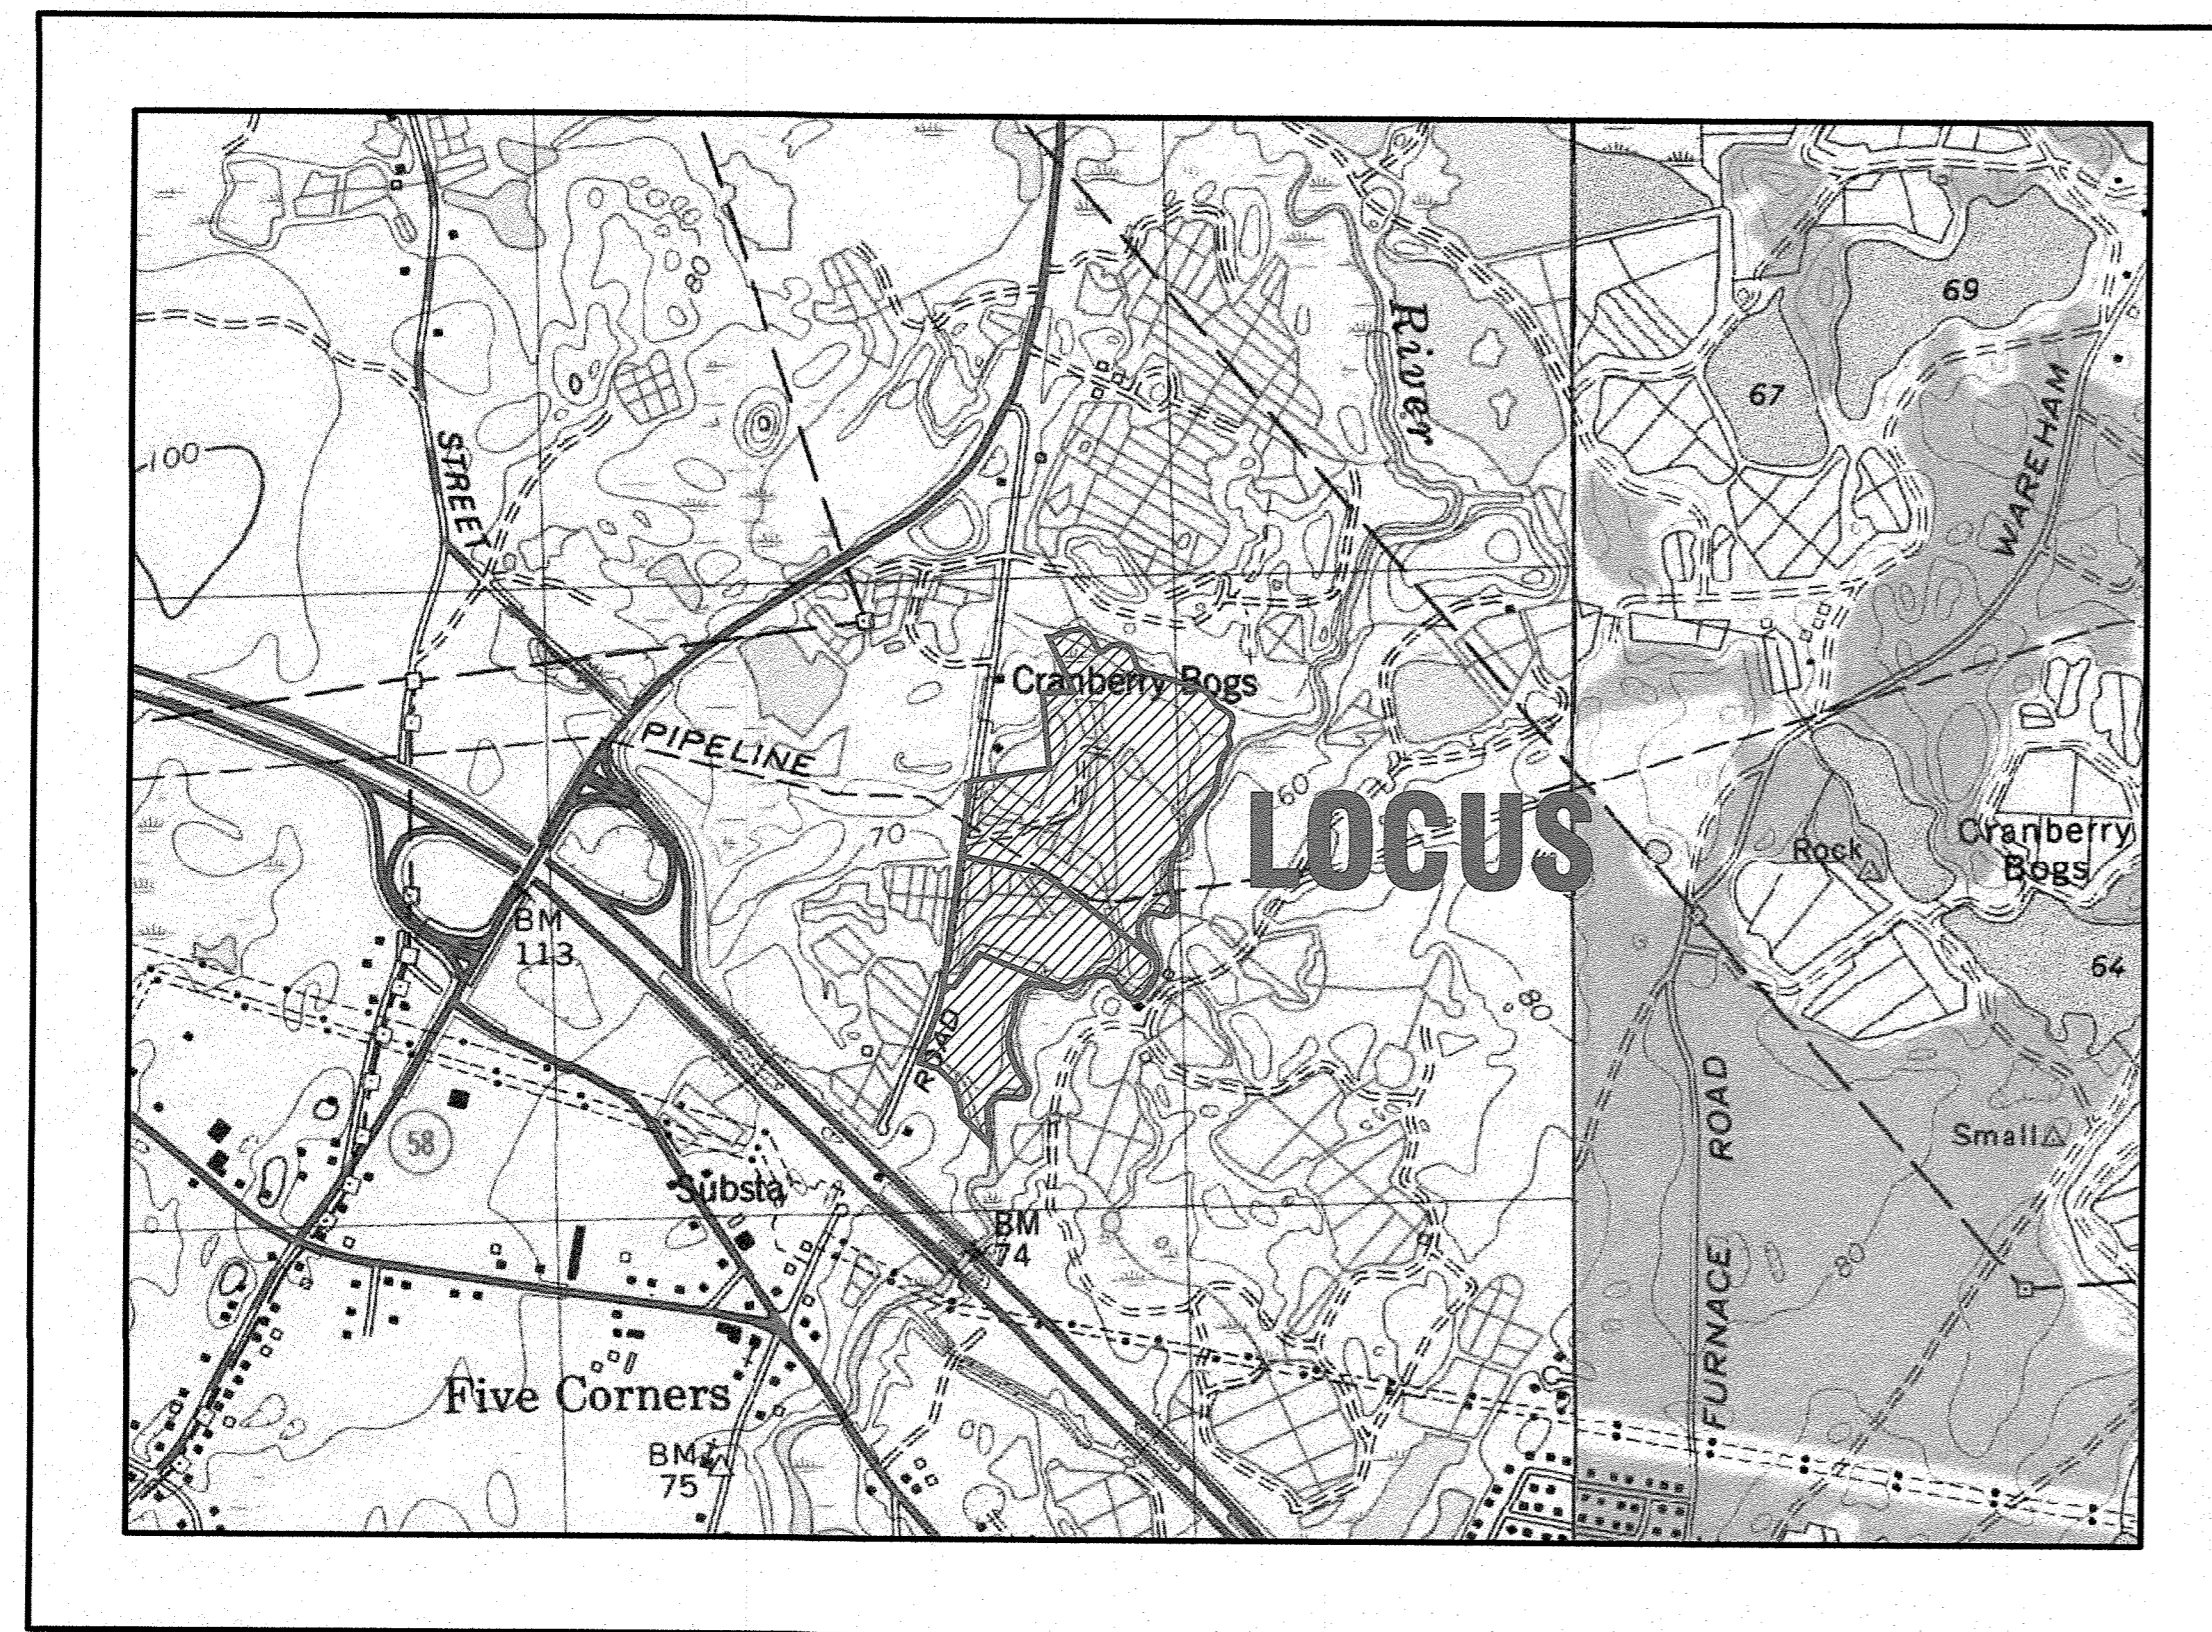 80
69
River
67
WAREHAM
100
STREET
Cranberry Bogs
PIPELINE
60
LOCUS
70
Rock
Cranberry
Bogs
BM
113
64
80
ROAD
ROAD
58
Small
Substa
BM
74
80
FURNACE
Five Corners
BM
75